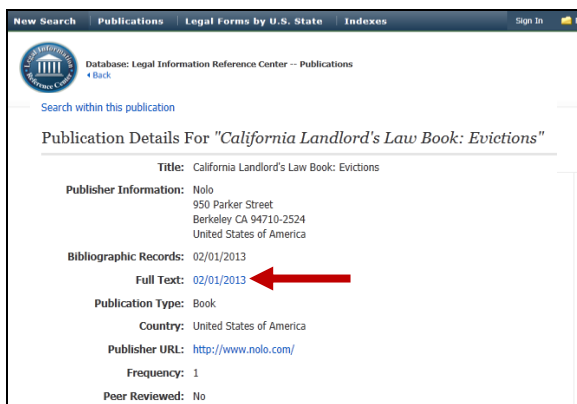 New Search Publications Legal Forms by U.S. State Indexes Sign In
Legal Information
Reference Center
Database: Legal Information Reference Center -- Publications
Back
Search within this publication
Publication Details For "California Landlord's Law Book: Evictions"
Title: California Landlord's Law Book: Evictions
Publisher Information: Nolo
950 Parker Street
Berkeley CA 94710-2524
United States of America
Bibliographic Records: 02/01/2013
Full Text: 02/01/2013
Publication Type: Book
Country: United States of America
Publisher URL: http://www.nolo.com/
Frequency: 1
Peer Reviewed: No